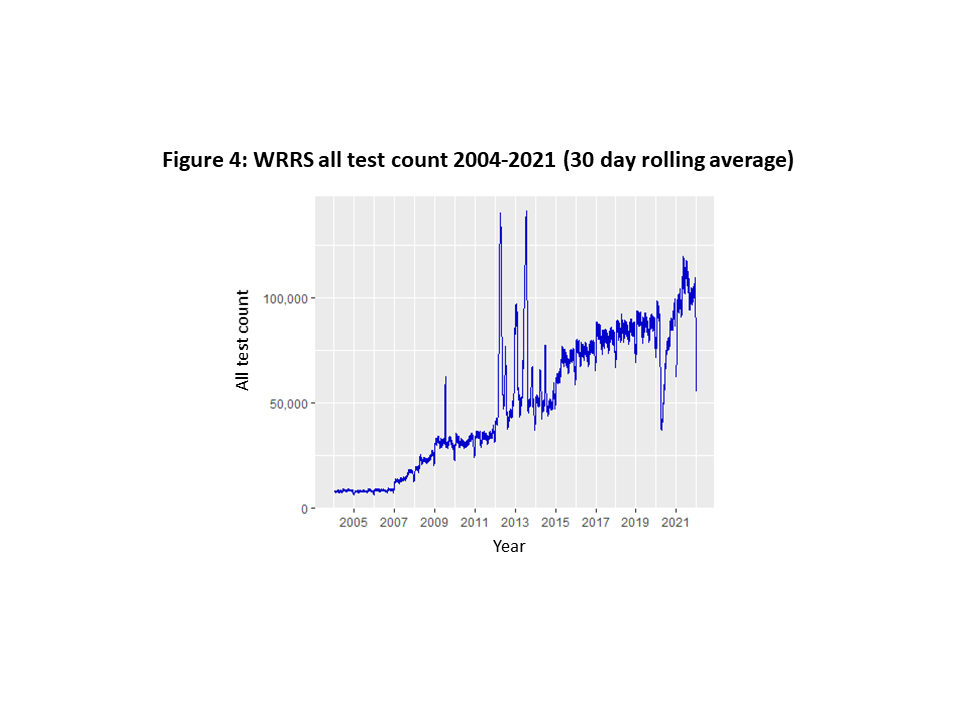 Figure 4: WRRS all test count 2004-2021 (30 day rolling average)
All test count
100,000
50,000
0
2005 2007 2009 2011 2013 2015 2017 2019 2021
Year